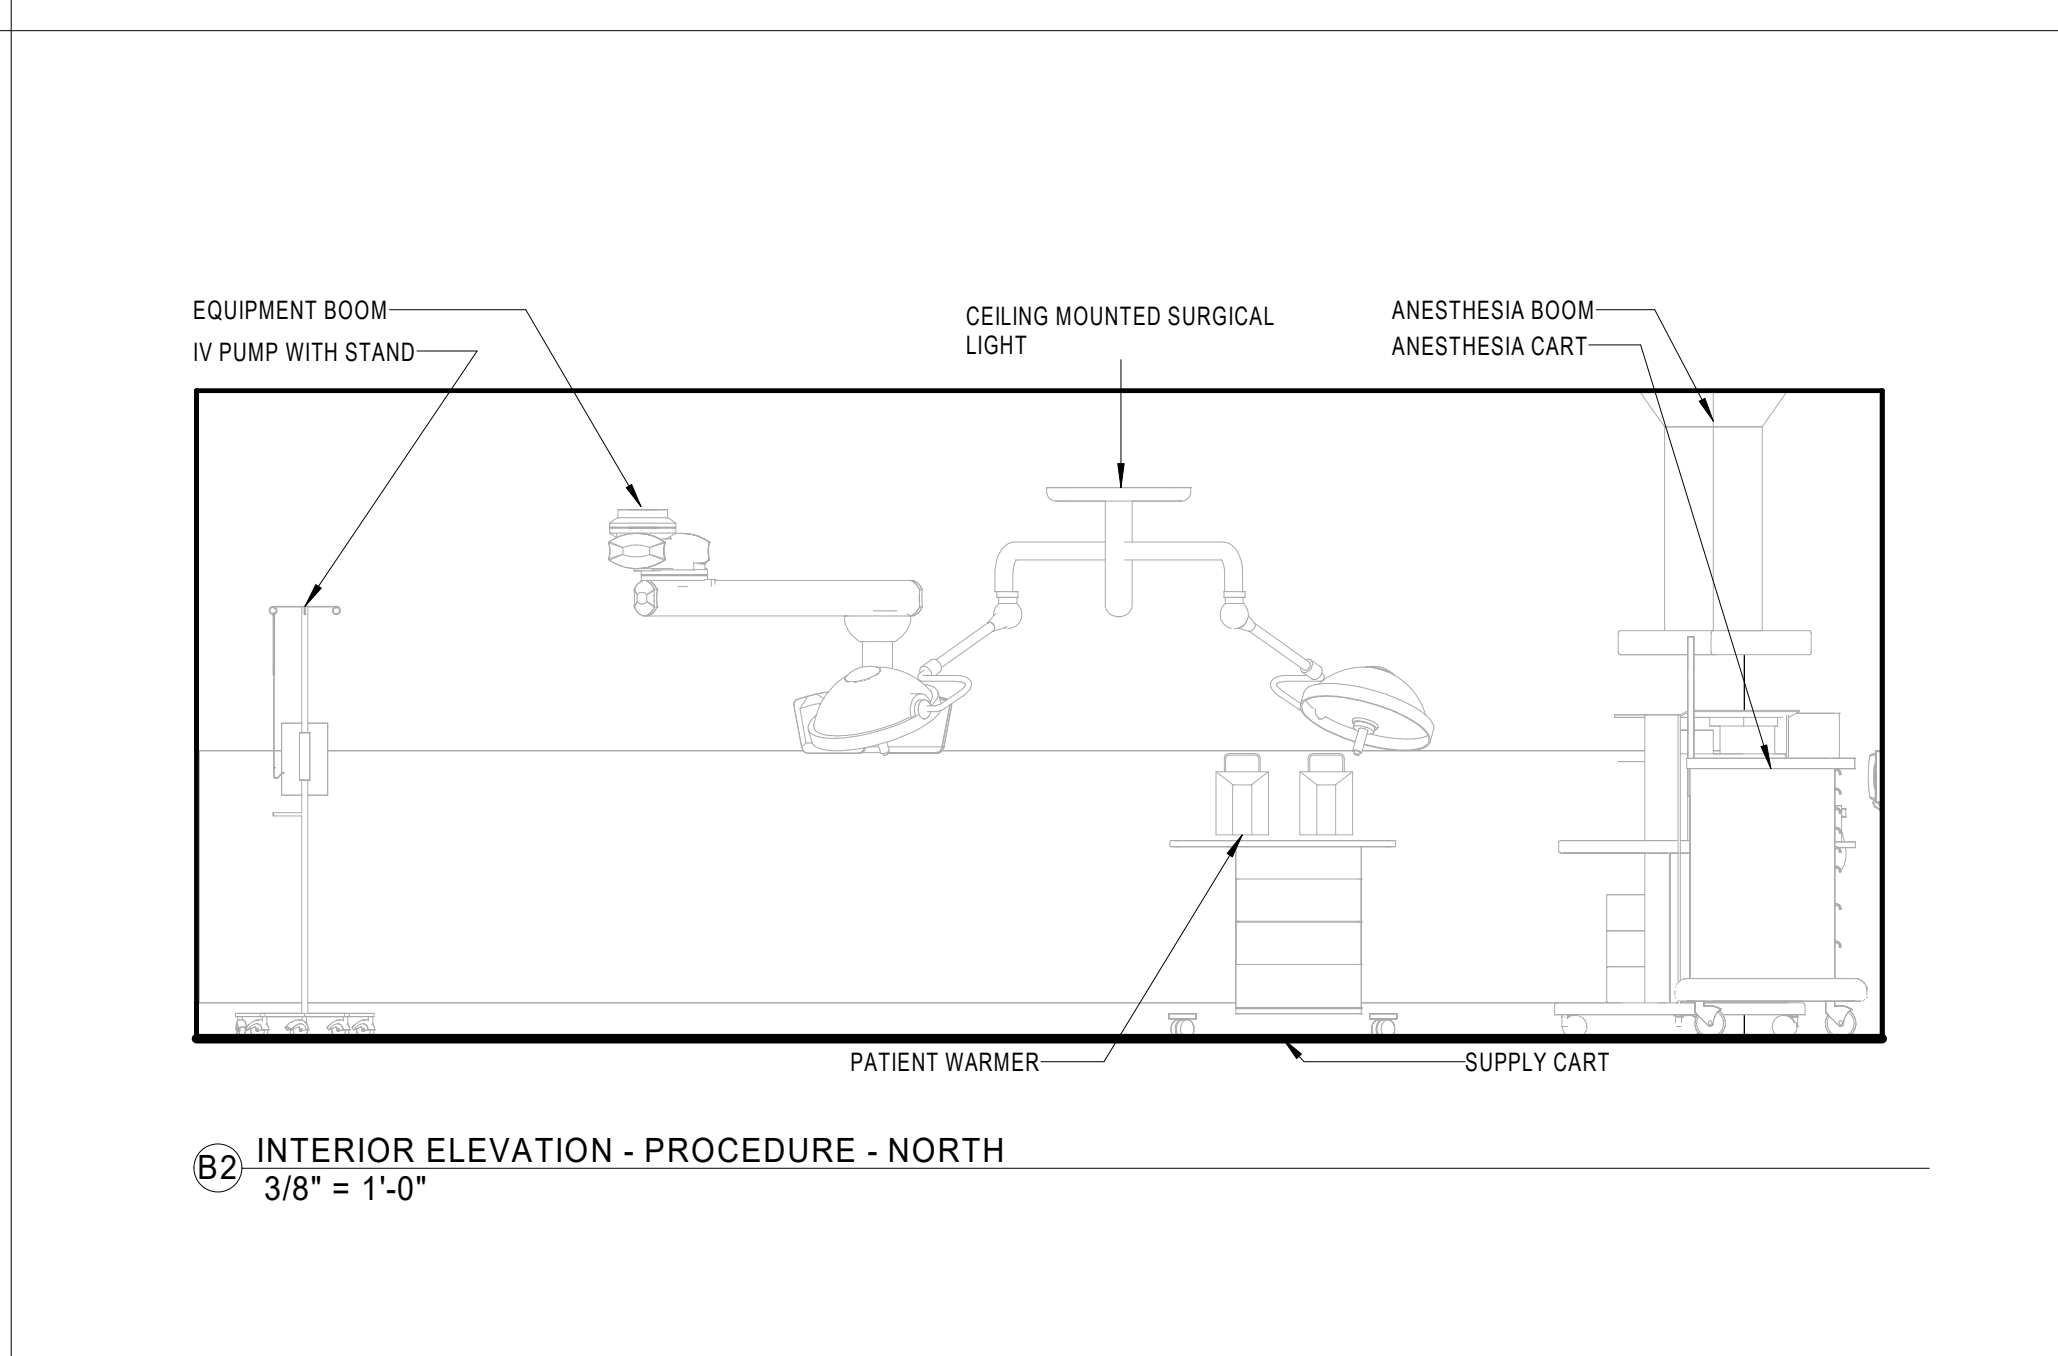 EQUIPMENT BOOM
IV PUMP WITH STAND
CEILING MOUNTED SURGICAL
LIGHT
ANESTHESIA BOOM
ANESTHESIA CART
PATIENT WARMER
SUPPLY CART
B2
INTERIOR ELEVATION - PROCEDURE - NORTH
3/8" = 1'-0"